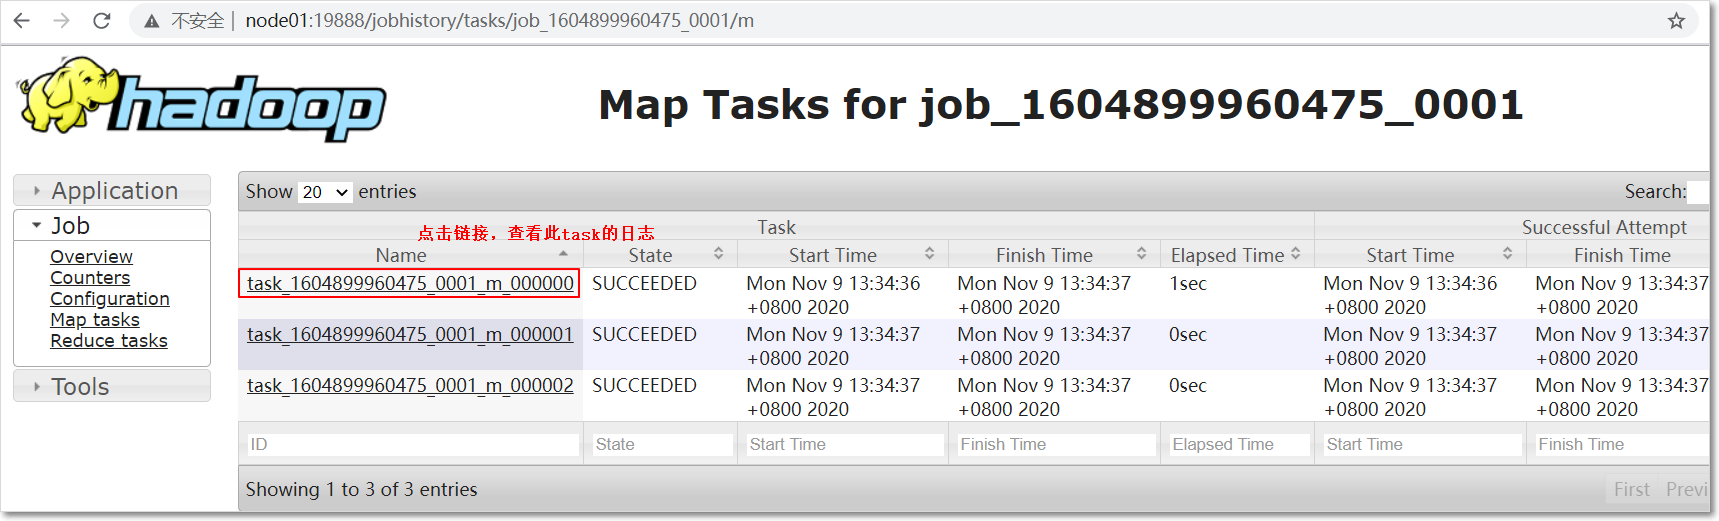 不安全 | node01:19888/jobhistory/tasks/job_1604899960475_0001/m
hadoop
Map Tasks for job_1604899960475_0001
Application
Job
Overview
Counters
Configuration
Map tasks
Reduce tasks
Tools
Show 20 entries Search:
Task Successful Attempt
点击链接，查看此task的日志
Name State Start Time Finish Time Elapsed Time Start Time Finish Time
task_1604899960475_0001_m_000000 SUCCEEDED Mon Nov 9 13:34:36 Mon Nov 9 13:34:37 1sec Mon Nov 9 13:34:36 Mon Nov 9 13:34:37
+0800 2020 +0800 2020 +0800 2020 +0800 2020
task_1604899960475_0001_m_000001 SUCCEEDED Mon Nov 9 13:34:37 Mon Nov 9 13:34:37 0sec Mon Nov 9 13:34:37 Mon Nov 9 13:34:37
+0800 2020 +0800 2020 +0800 2020 +0800 2020
task_1604899960475_0001_m_000002 SUCCEEDED Mon Nov 9 13:34:37 Mon Nov 9 13:34:37 0sec Mon Nov 9 13:34:37 Mon Nov 9 13:34:37
+0800 2020 +0800 2020 +0800 2020 +0800 2020
ID State Start Time Finish Time Elapsed Time Start Time Finish Time
Showing 1 to 3 of 3 entries First Previ